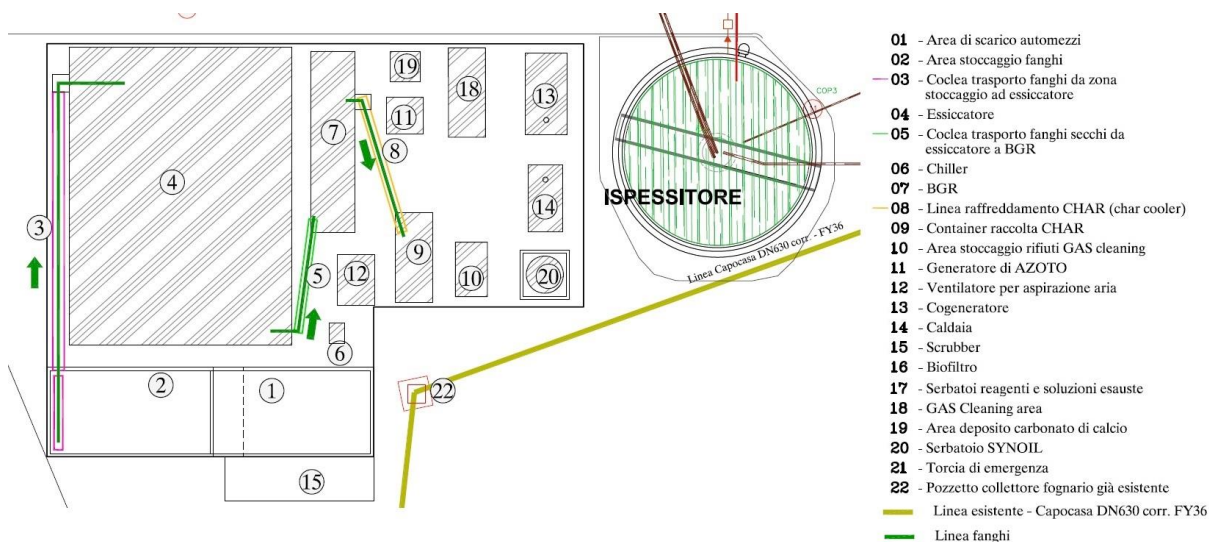 19
18
13
11
7
8
4
3
14
9
5
12
10
20
6
2
1
22
15
COP3
1
ISPESSITORE
Linea Capocasa DN630 corr. - FY36
01 - Area di scarico automezzi
02 - Area stoccaggio fanghi
03 - Coclea trasporto fanghi da zona
stoccaggio ad essiccatore
04 - Essiccatore
05 - Coclea trasporto fanghi secchi da
essiccatore a BGR
06 - Chiller
07 - BGR
08 - Linea raffreddamento CHAR (char cooler)
09 - Container raccolta CHAR
10 - Area stoccaggio rifiuti GAS cleaning
11 - Generatore di AZOTO
12 - Ventilatore per aspirazione aria
13 - Cogeneratore
14 - Caldaia
15 - Scrubber
16 - Biofiltro
17 - Serbatoi reagenti e soluzioni esauste
18 - GAS Cleaning area
19 - Area deposito carbonato di calcio
20 - Serbatoio SYNOIL
21 - Torcia di emergenza
22 - Pozzetto collettore fognario già esistente
Linea esistente - Capocasa DN630 corr. FY36
Linea fanghi